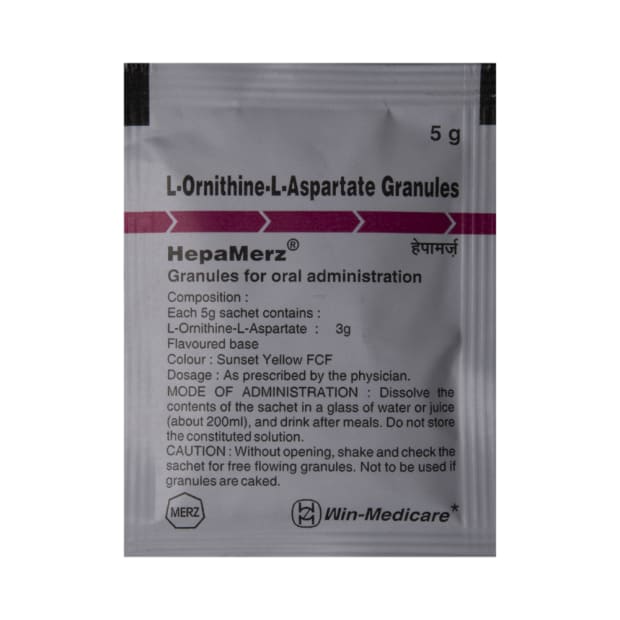 5 g
L-Ornithine-L-Aspartate Granules
HepaMerz® हेपामर्ज़
Granules for oral administration
Composition :
Each 5g sachet contains :
L-Ornithine-L-Aspartate : 3g
Flavoured base
Colour : Sunset Yellow FCF
Dosage : As prescribed by the physician.
MODE OF ADMINISTRATION : Dissolve the
contents of the sachet in a glass of water or juice
(about 200ml), and drink after meals. Do not store
the constituted solution.
CAUTION : Without opening, shake and check the
sachet for free flowing granules. Not to be used if
granules are caked.
MERZ Win-Medicare*